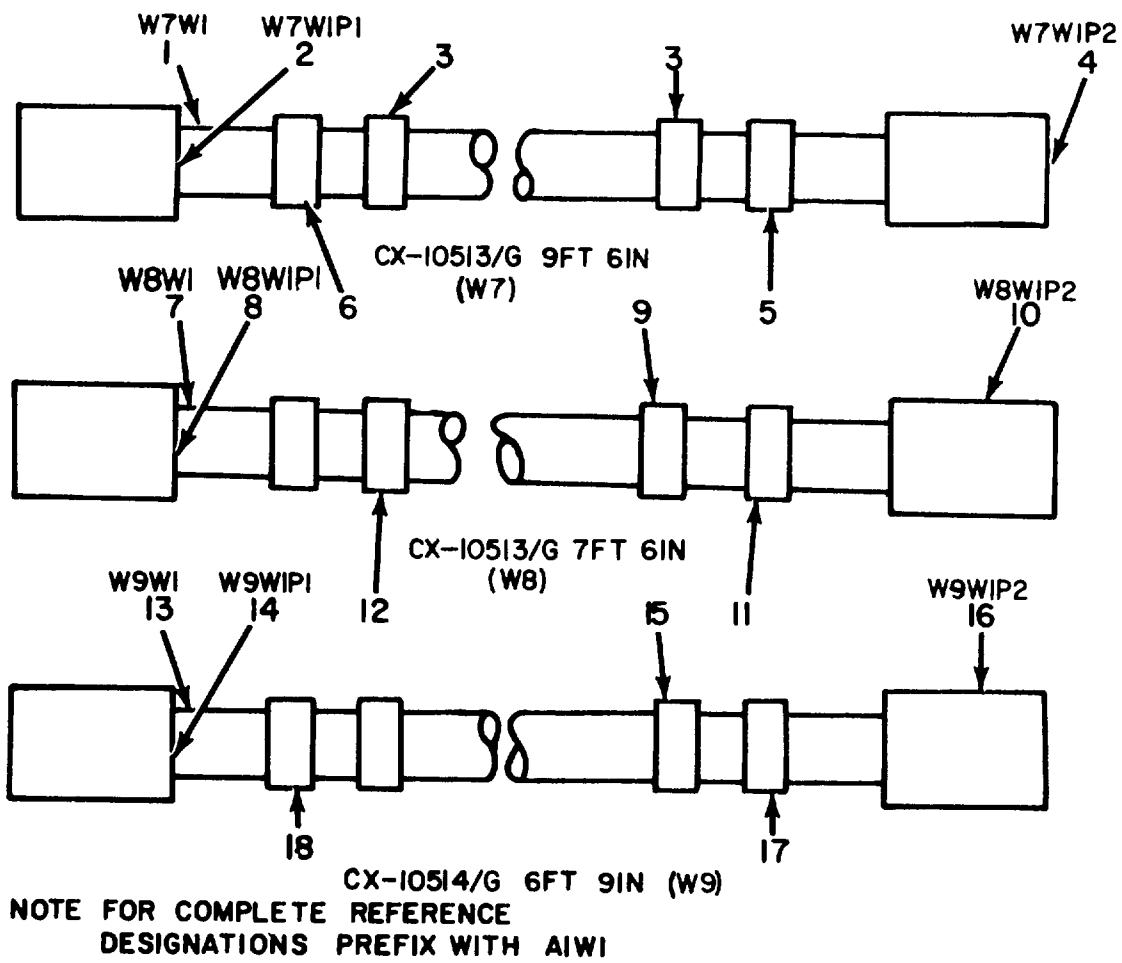 W7W1 W7W1P1 W7W1P2
1 2 3 3 4
CX-10513/G 9FT 6IN
(W7)
6 5
W8W1 W8W1P1 W8W1P2
7 8 9 10
CX-10513/G 7FT 6IN
(W8)
12 11
W9W1 W9W1P1 W9W1P2
13 14 15 16
18 17
CX-10514/G 6FT 9IN (W9)
NOTE FOR COMPLETE REFERENCE
DESIGNATIONS PREFIX WITH A1W1